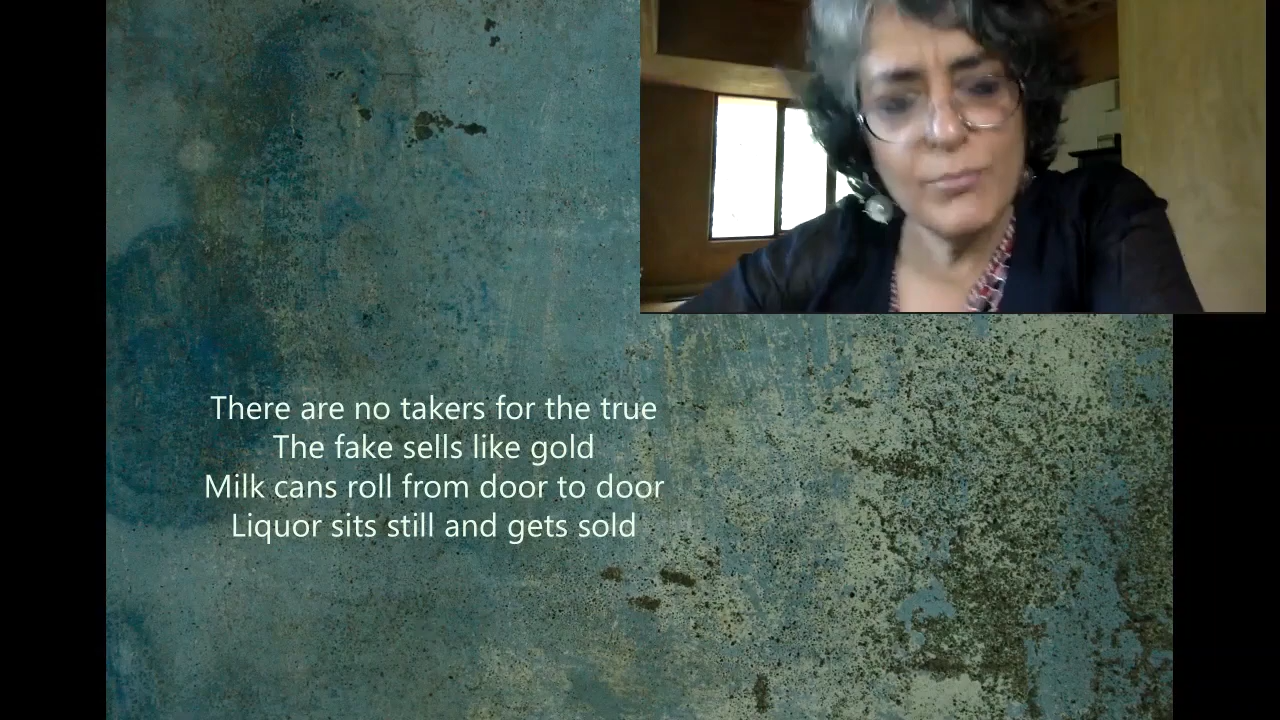 There are no takers for the true
The fake sells like gold
Milk cans roll from door to door
Liquor sits still and gets sold